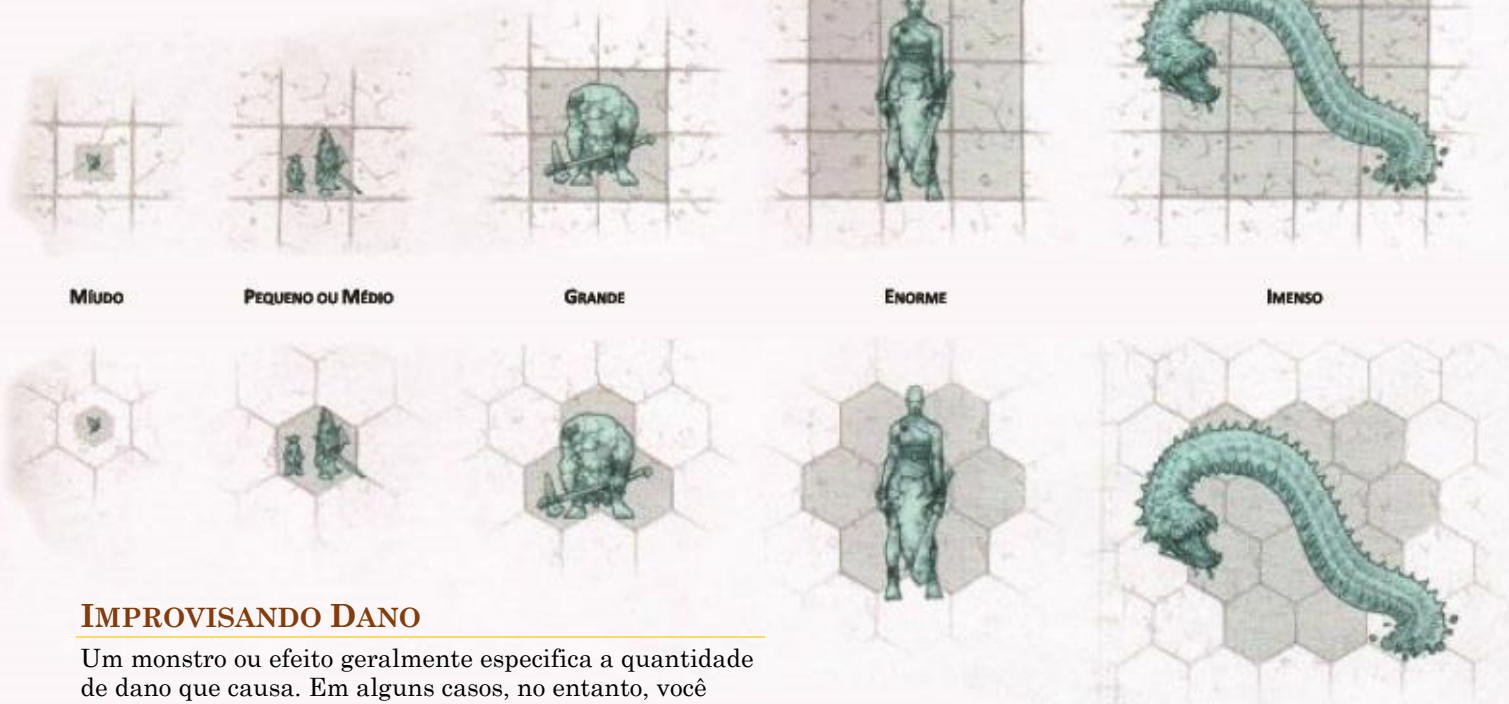 MÍUDO
PEQUENO OU MÉDIO
GRANDE
ENORME
IMENSO
IMPROVISANDO DANO
Um monstro ou efeito geralmente especifica a quantidade
de dano que causa. Em alguns casos, no entanto, você